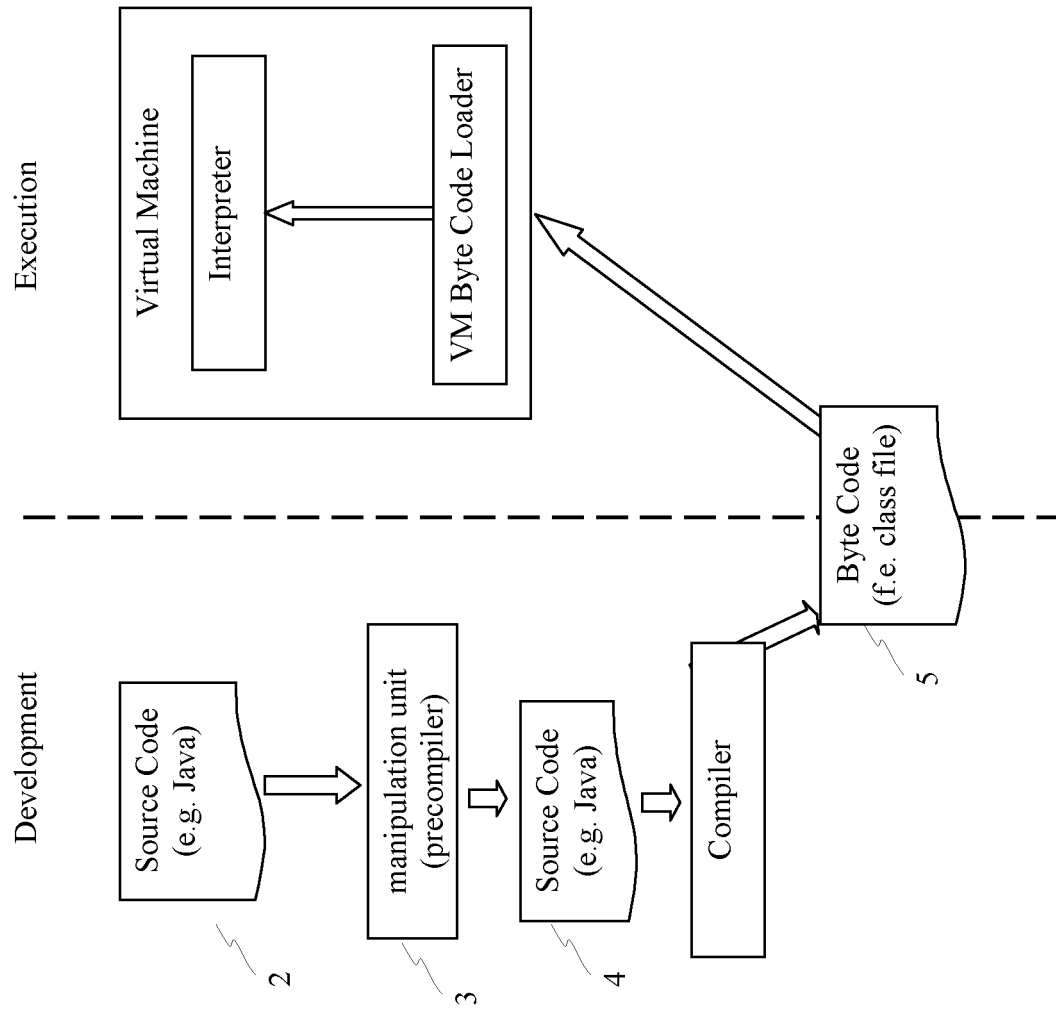 Development
Execution
Source Code
(e.g. Java)
2
manipulation unit
(precompiler)
3
Source Code
(e.g. Java)
4
Compiler
Byte Code
(f.e. class file)
5
Virtual Machine
Interpreter
VM Byte Code Loader